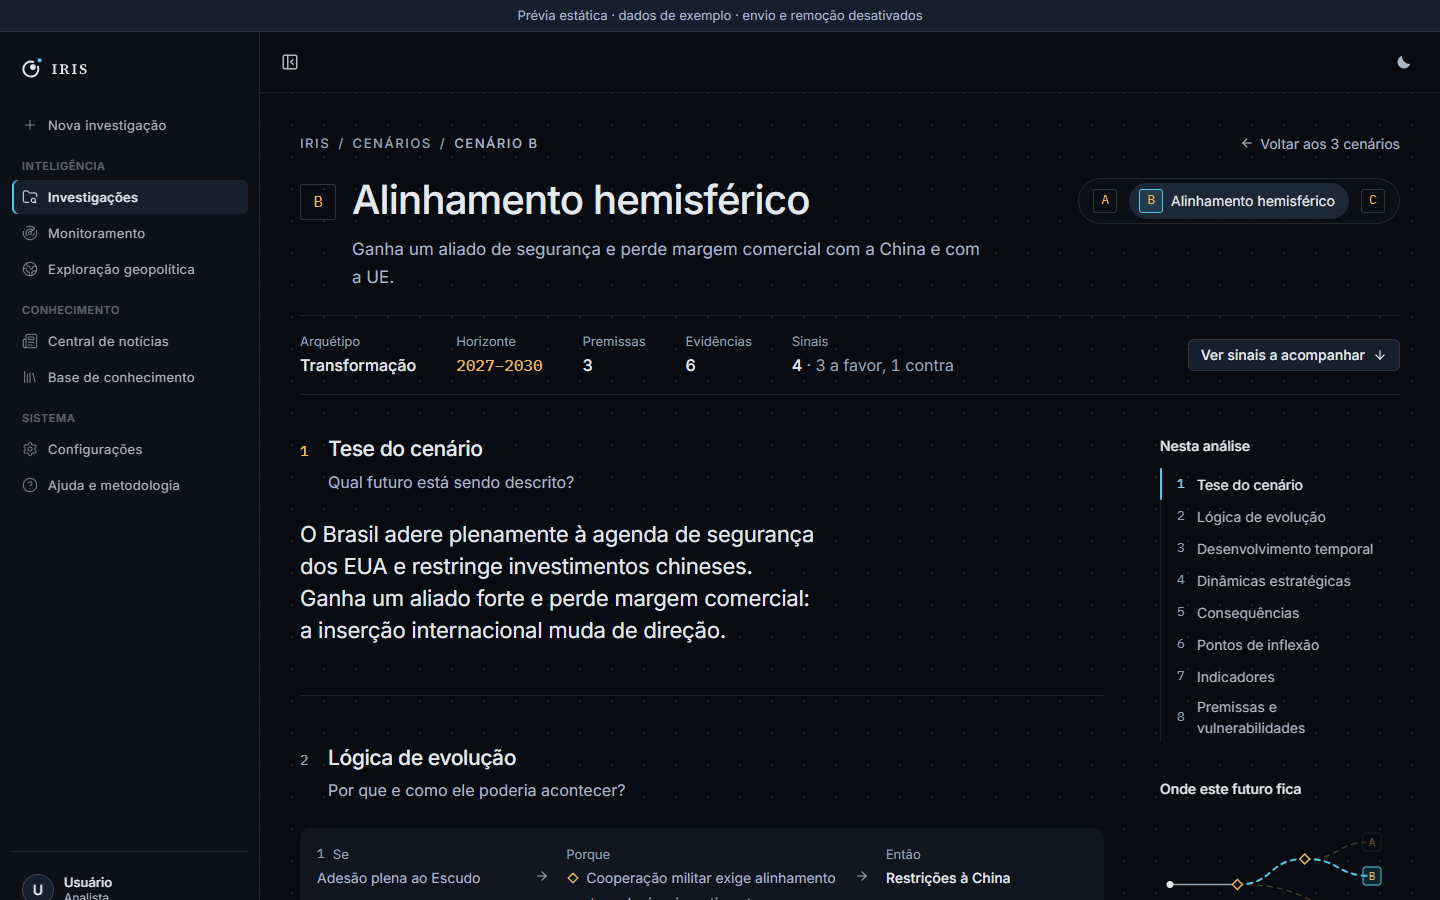 Prévia estática · dados de exemplo · envio e remoção desativados
IRIS
Nova investigação
INTELIGÊNCIA
Investigações
Monitoramento
Exploração geopolítica
CONHECIMENTO
Central de notícias
Base de conhecimento
SISTEMA
Configurações
Ajuda e metodologia
U
Usuário
Analista
IRIS / CENÁRIOS / CENÁRIO B
← Voltar aos 3 cenários
B
Alinhamento hemisférico
A
B Alinhamento hemisférico
C
Ganha um aliado de segurança e perde margem comercial com a China e com
a UE.
Arquétipo
Transformação
Horizonte
2027–2030
Premissas
3
Evidências
6
Sinais
4 · 3 a favor, 1 contra
Ver sinais a acompanhar ↓
1 Tese do cenário
Qual futuro está sendo descrito?
O Brasil adere plenamente à agenda de segurança
dos EUA e restringe investimentos chineses.
Ganha um aliado forte e perde margem comercial:
a inserção internacional muda de direção.
2 Lógica de evolução
Por que e como ele poderia acontecer?
1 Se
Adesão plena ao Escudo
→
Porque
Cooperação militar exige alinhamento
→
Então
Restrições à China
Nesta análise
1 Tese do cenário
2 Lógica de evolução
3 Desenvolvimento temporal
4 Dinâmicas estratégicas
5 Consequências
6 Pontos de inflexão
7 Indicadores
8 Premissas e
vulnerabilidades
Onde este futuro fica
A
B